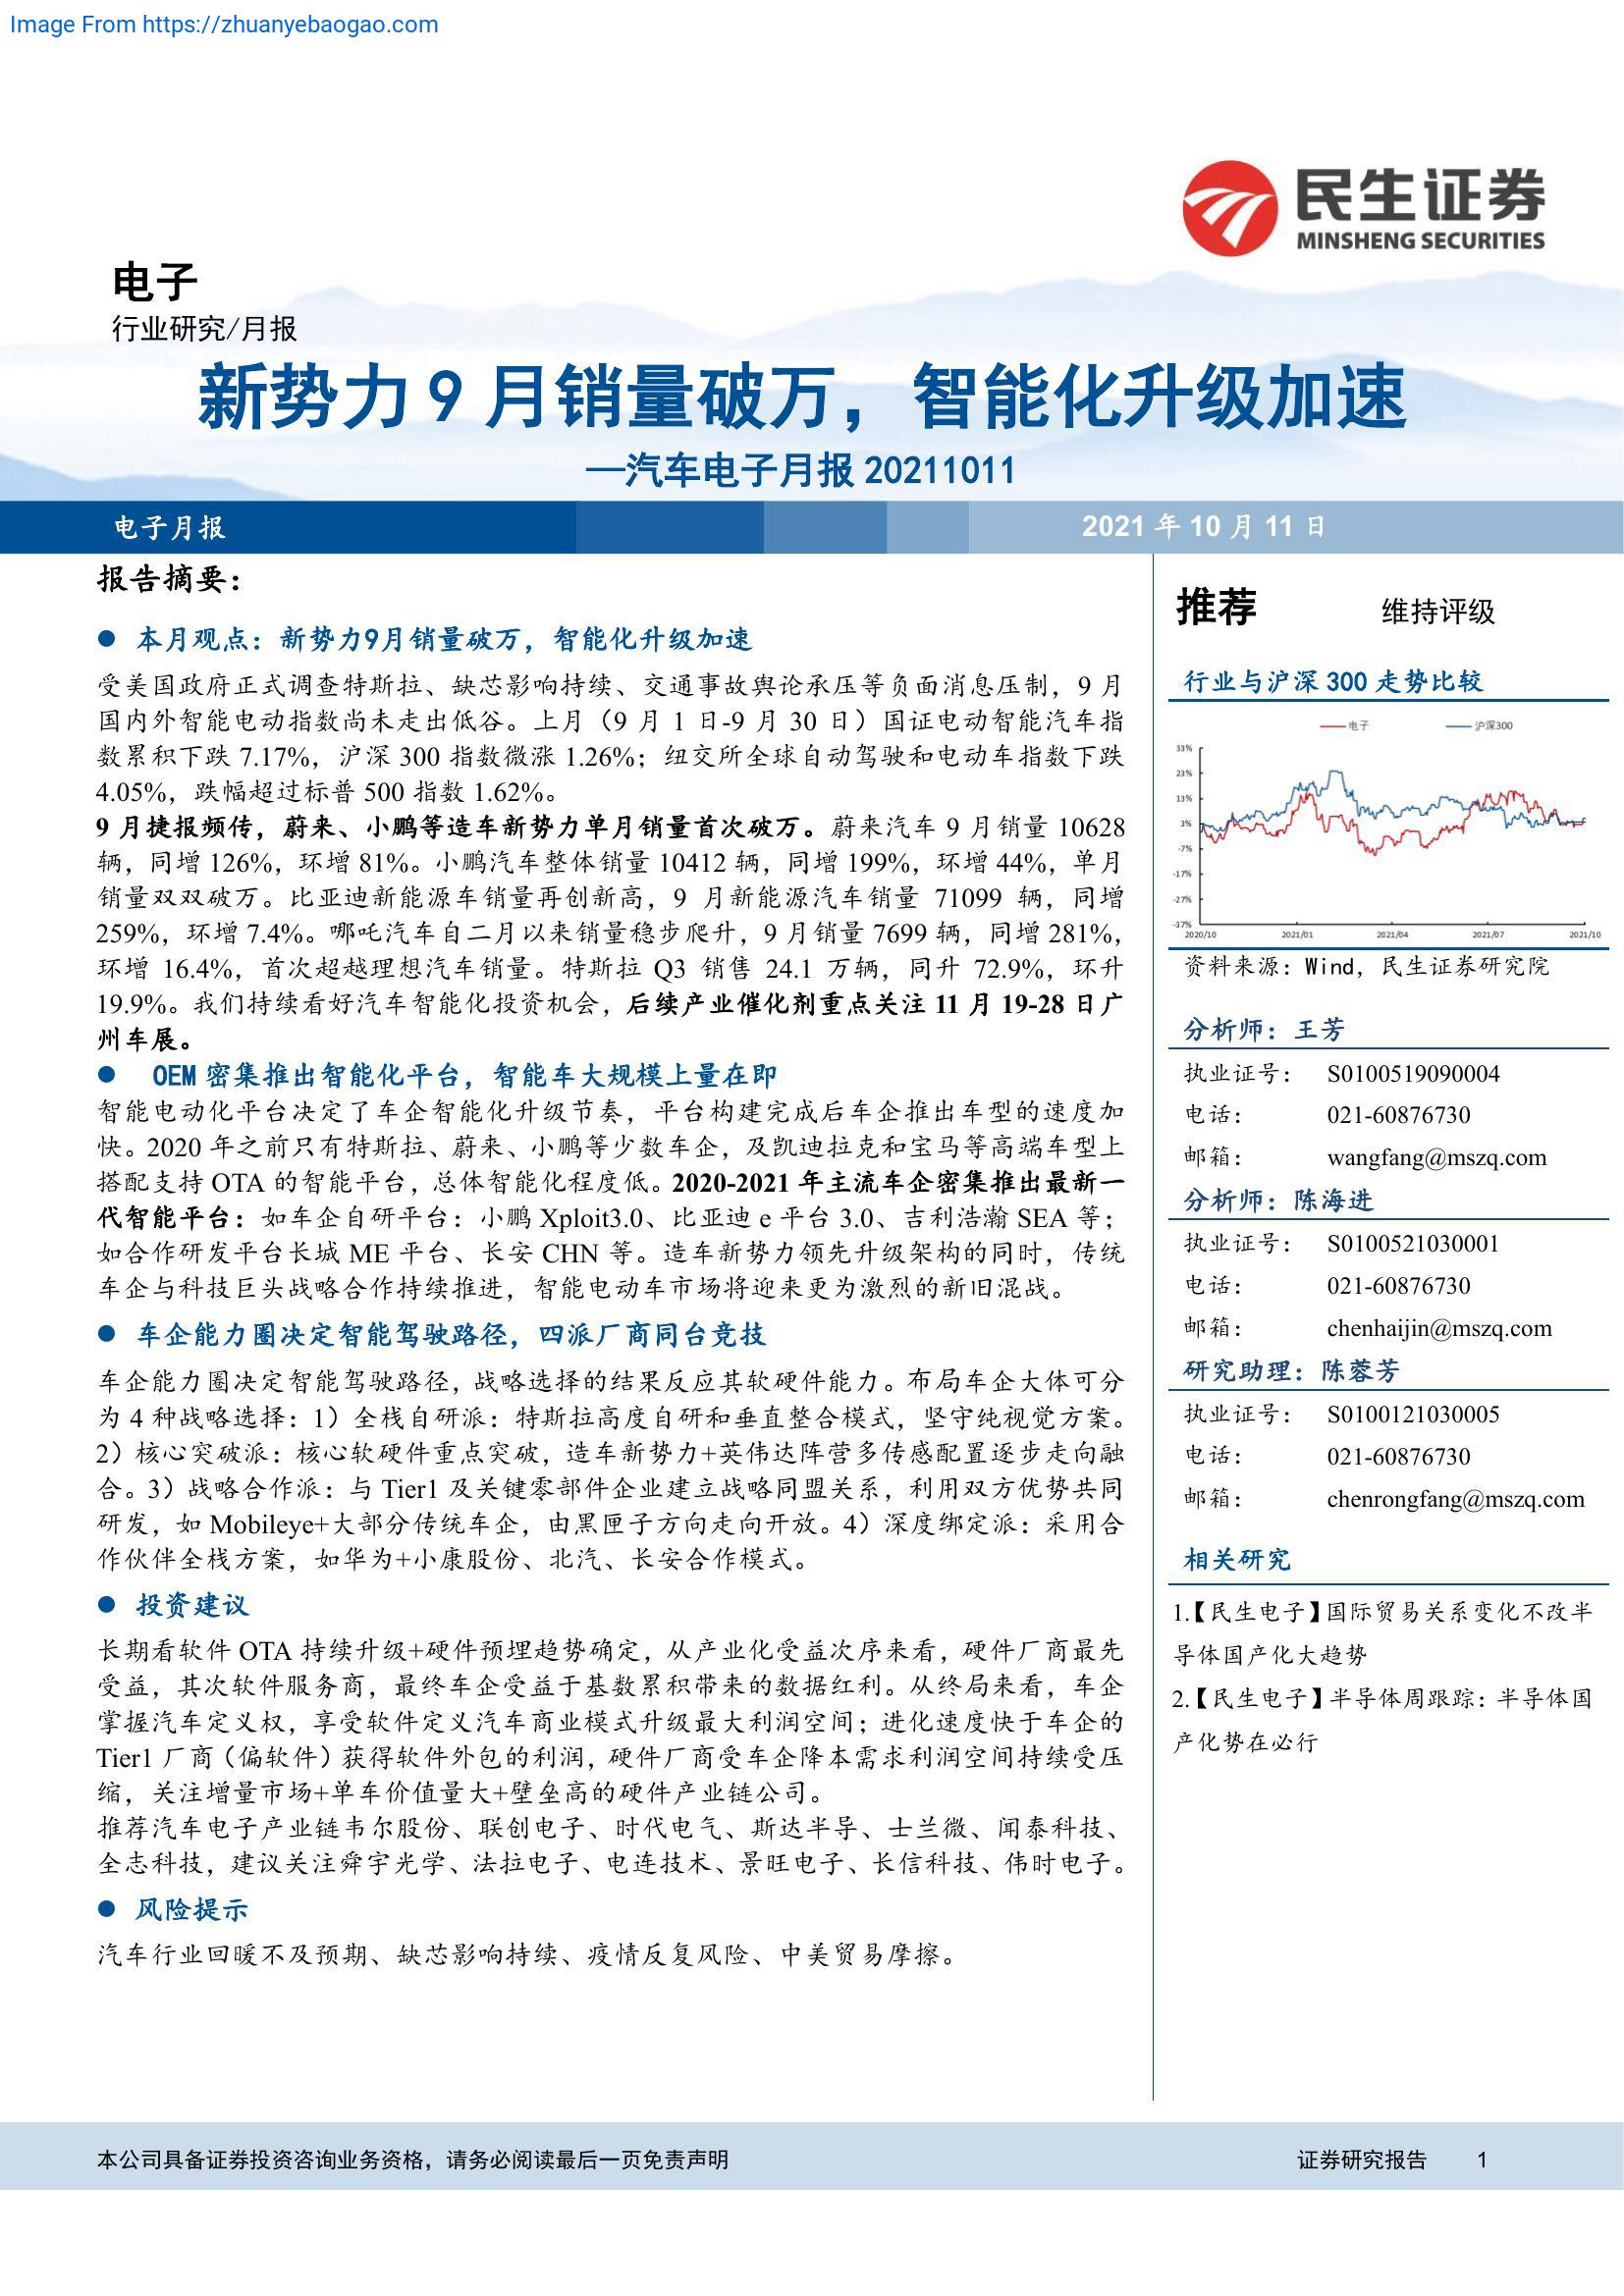 Image From https://zhuanyebaogao.com
民生证券
MINSHENG SECURITIES
电子
行业研究/月报
新势力 9 月销量破万，智能化升级加速
—汽车电子月报 20211011
电子月报
2021 年 10 月 11 日
报告摘要：
● 本月观点：新势力9月销量破万，智能化升级加速
受美国政府正式调查特斯拉、缺芯影响持续、交通事故舆论承压等负面消息压制，9 月
国内外智能电动指数尚未走出低谷。上月（9 月 1 日-9 月 30 日）国证电动智能汽车指
数累积下跌 7.17%，沪深 300 指数微涨 1.26%；纽交所全球自动驾驶和电动车指数下跌
4.05%，跌幅超过标普 500 指数 1.62%。
9 月捷报频传，蔚来、小鹏等造车新势力单月销量首次破万。蔚来汽车 9 月销量 10628
辆，同增 126%，环增 81%。小鹏汽车整体销量 10412 辆，同增 199%，环增 44%，单月
销量双双破万。比亚迪新能源车销量再创新高，9 月新能源汽车销量 71099 辆，同增
259%，环增 7.4%。哪吒汽车自二月以来销量稳步爬升，9 月销量 7699 辆，同增 281%，
环增 16.4%，首次超越理想汽车销量。特斯拉 Q3 销售 24.1 万辆，同升 72.9%，环升
19.9%。我们持续看好汽车智能化投资机会，后续产业催化剂重点关注 11 月 19-28 日广
州车展。
● OEM 密集推出智能化平台，智能车大规模上量在即
智能电动化平台决定了车企智能化升级节奏，平台构建完成后车企推出车型的速度加
快。2020 年之前只有特斯拉、蔚来、小鹏等少数车企，及凯迪拉克和宝马等高端车型上
搭配支持 OTA 的智能平台，总体智能化程度低。2020-2021 年主流车企密集推出最新一
代智能平台：如车企自研平台：小鹏 Xploit3.0、比亚迪 e 平台 3.0、吉利浩瀚 SEA 等；
如合作研发平台长城 ME 平台、长安 CHN 等。造车新势力领先升级架构的同时，传统
车企与科技巨头战略合作持续推进，智能电动车市场将迎来更为激烈的新旧混战。
● 车企能力圈决定智能驾驶路径，四派厂商同台竞技
车企能力圈决定智能驾驶路径，战略选择的结果反应其软硬件能力。布局车企大体可分
为 4 种战略选择：1）全栈自研派：特斯拉高度自研和垂直整合模式，坚守纯视觉方案。
2）核心突破派：核心软硬件重点突破，造车新势力+英伟达阵营多传感配置逐步走向融
合。3）战略合作派：与 Tier1 及关键零部件企业建立战略同盟关系，利用双方优势共同
研发，如 Mobileye+大部分传统车企，由黑匣子方向走向开放。4）深度绑定派：采用合
作伙伴全栈方案，如华为+小康股份、北汽、长安合作模式。
● 投资建议
长期看软件 OTA 持续升级+硬件预埋趋势确定，从产业化受益次序来看，硬件厂商最先
受益，其次软件服务商，最终车企受益于基数累积带来的数据红利。从终局来看，车企
掌握汽车定义权，享受软件定义汽车商业模式升级最大利润空间；进化速度快于车企的
Tier1 厂商（偏软件）获得软件外包的利润，硬件厂商受车企降本需求利润空间持续受压
缩，关注增量市场+单车价值量大+壁垒高的硬件产业链公司。
推荐汽车电子产业链韦尔股份、联创电子、时代电气、斯达半导、士兰微、闻泰科技、
全志科技，建议关注舜宇光学、法拉电子、电连技术、景旺电子、长信科技、伟时电子。
● 风险提示
汽车行业回暖不及预期、缺芯影响持续、疫情反复风险、中美贸易摩擦。
推荐 维持评级
行业与沪深 300 走势比较
电子 沪深300
33%
23%
13%
3%
-7%
-17%
-27%
-37%
2020/10 2021/01 2021/04 2021/07 2021/10
资料来源：Wind，民生证券研究院
分析师：王芳
执业证号： S0100519090004
电话： 021-60876730
邮箱： wangfang@mszq.com
分析师：陈海进
执业证号： S0100521030001
电话： 021-60876730
邮箱： chenhaijin@mszq.com
研究助理：陈蓉芳
执业证号： S0100121030005
电话： 021-60876730
邮箱： chenrongfang@mszq.com
相关研究
1.【民生电子】国际贸易关系变化不改半
导体国产化大趋势
2.【民生电子】半导体周跟踪：半导体国
产化势在必行
本公司具备证券投资咨询业务资格，请务必阅读最后一页免责声明
证券研究报告 1